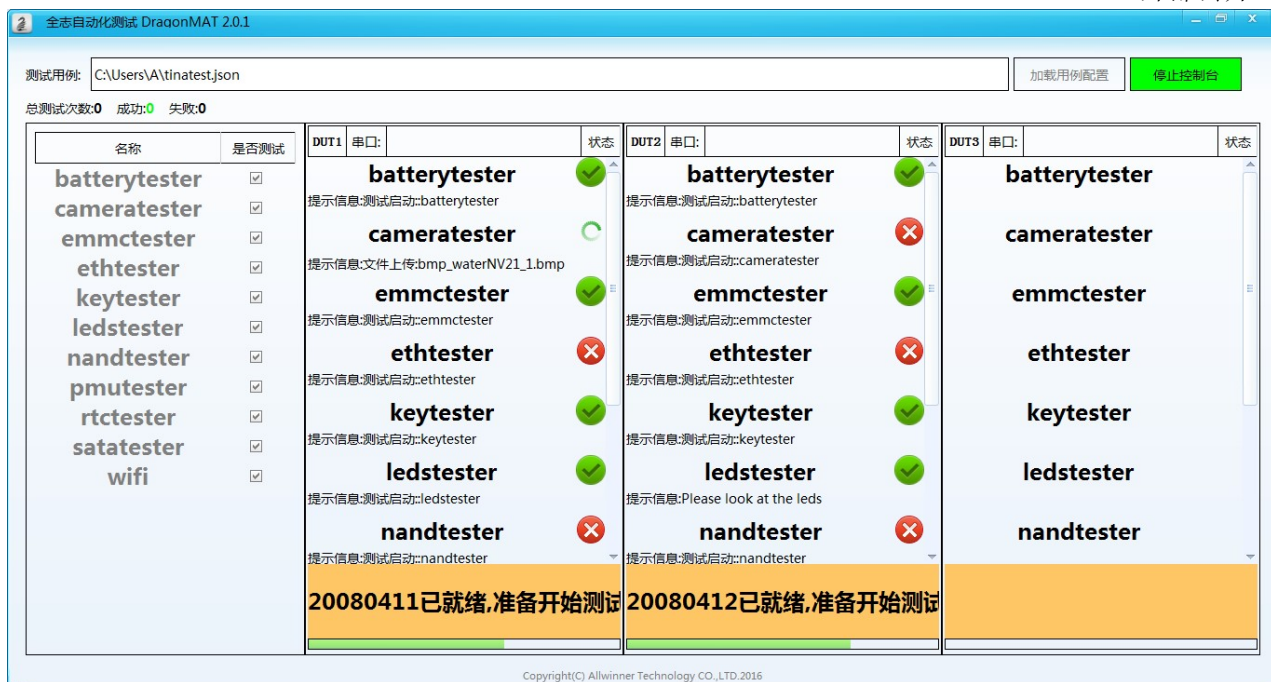 全志自动化测试 DragonMAT 2.0.1
测试用例: C:\Users\A\tinatest.json 加载用例配置 停止控制台
总测试次数:0 成功:0 失败:0
名称 是否测试
batterytester
cameratester
emmctester
ethtester
keytester
ledstester
nandtester
pmutester
rtctester
satatester
wifi
DUT1 串口: 状态
batterytester
提示信息:测试启动::batterytester
cameratester
提示信息:文件上传:bmp_waterNV21_1.bmp
emmctester
提示信息:测试启动::emmctester
ethtester
提示信息:测试启动::ethtester
keytester
提示信息:测试启动::keytester
ledstester
提示信息:测试启动::ledstester
nandtester
提示信息:测试启动::nandtester
20080411已就绪,准备开始测试
DUT2 串口: 状态
batterytester
提示信息:测试启动::batterytester
cameratester
提示信息:测试启动::cameratester
emmctester
提示信息:测试启动::emmctester
ethtester
提示信息:测试启动::ethtester
keytester
提示信息:测试启动::keytester
ledstester
提示信息:Please look at the leds
nandtester
提示信息:测试启动::nandtester
20080412已就绪,准备开始测试
DUT3 串口: 状态
batterytester
cameratester
emmctester
ethtester
keytester
ledstester
nandtester
Copyright(C) Allwinner Technology CO.,LTD.2016